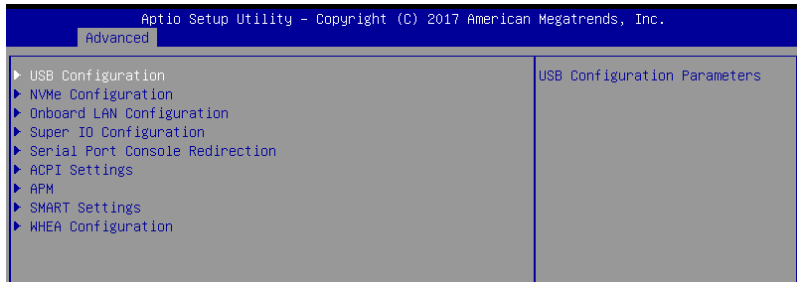 Aptio Setup Utility – Copyright (C) 2017 American Megatrends, Inc.
Advanced
USB Configuration
NVMe Configuration
Onboard LAN Configuration
Super IO Configuration
Serial Port Console Redirection
ACPI Settings
APM
SMART Settings
WHEA Configuration
USB Configuration Parameters